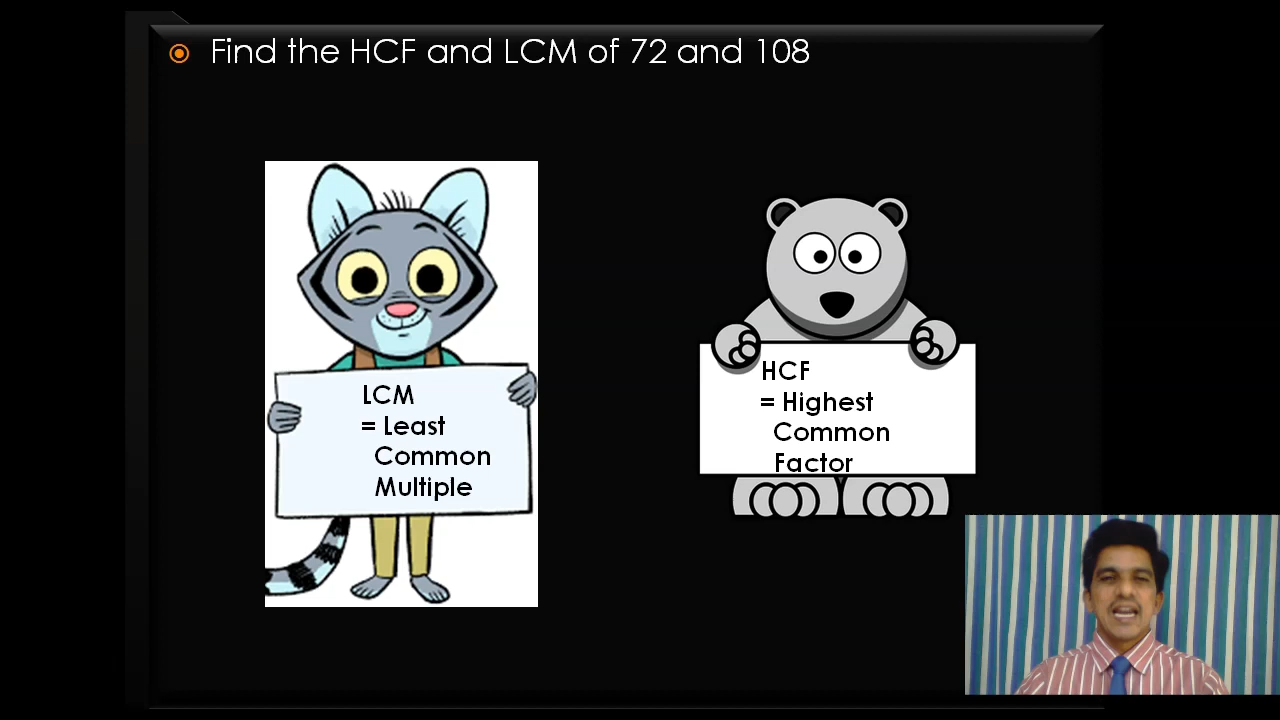 Find the HCF and LCM of 72 and 108
LCM
= Least
Common
Multiple
HCF
= Highest
Common
Factor